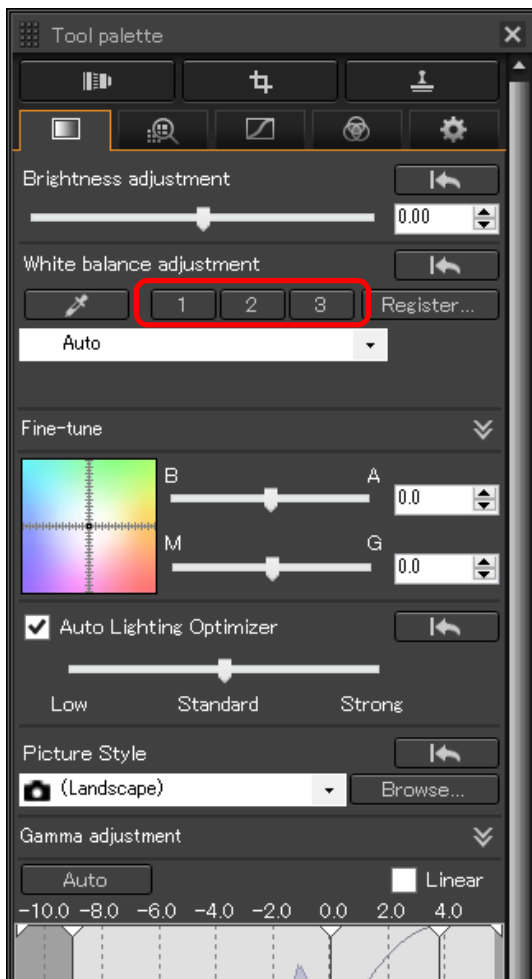 Tool palette
Brightness adjustment
0.00
White balance adjustment
1 2 3 Register...
Auto
Fine-tune
B A
0.0
M G
0.0
Auto Lighting Optimizer
Low Standard Strong
Picture Style
(Landscape) Browse...
Gamma adjustment
Auto Linear
-10.0 -8.0 -6.0 -4.0 -2.0 0.0 2.0 4.0